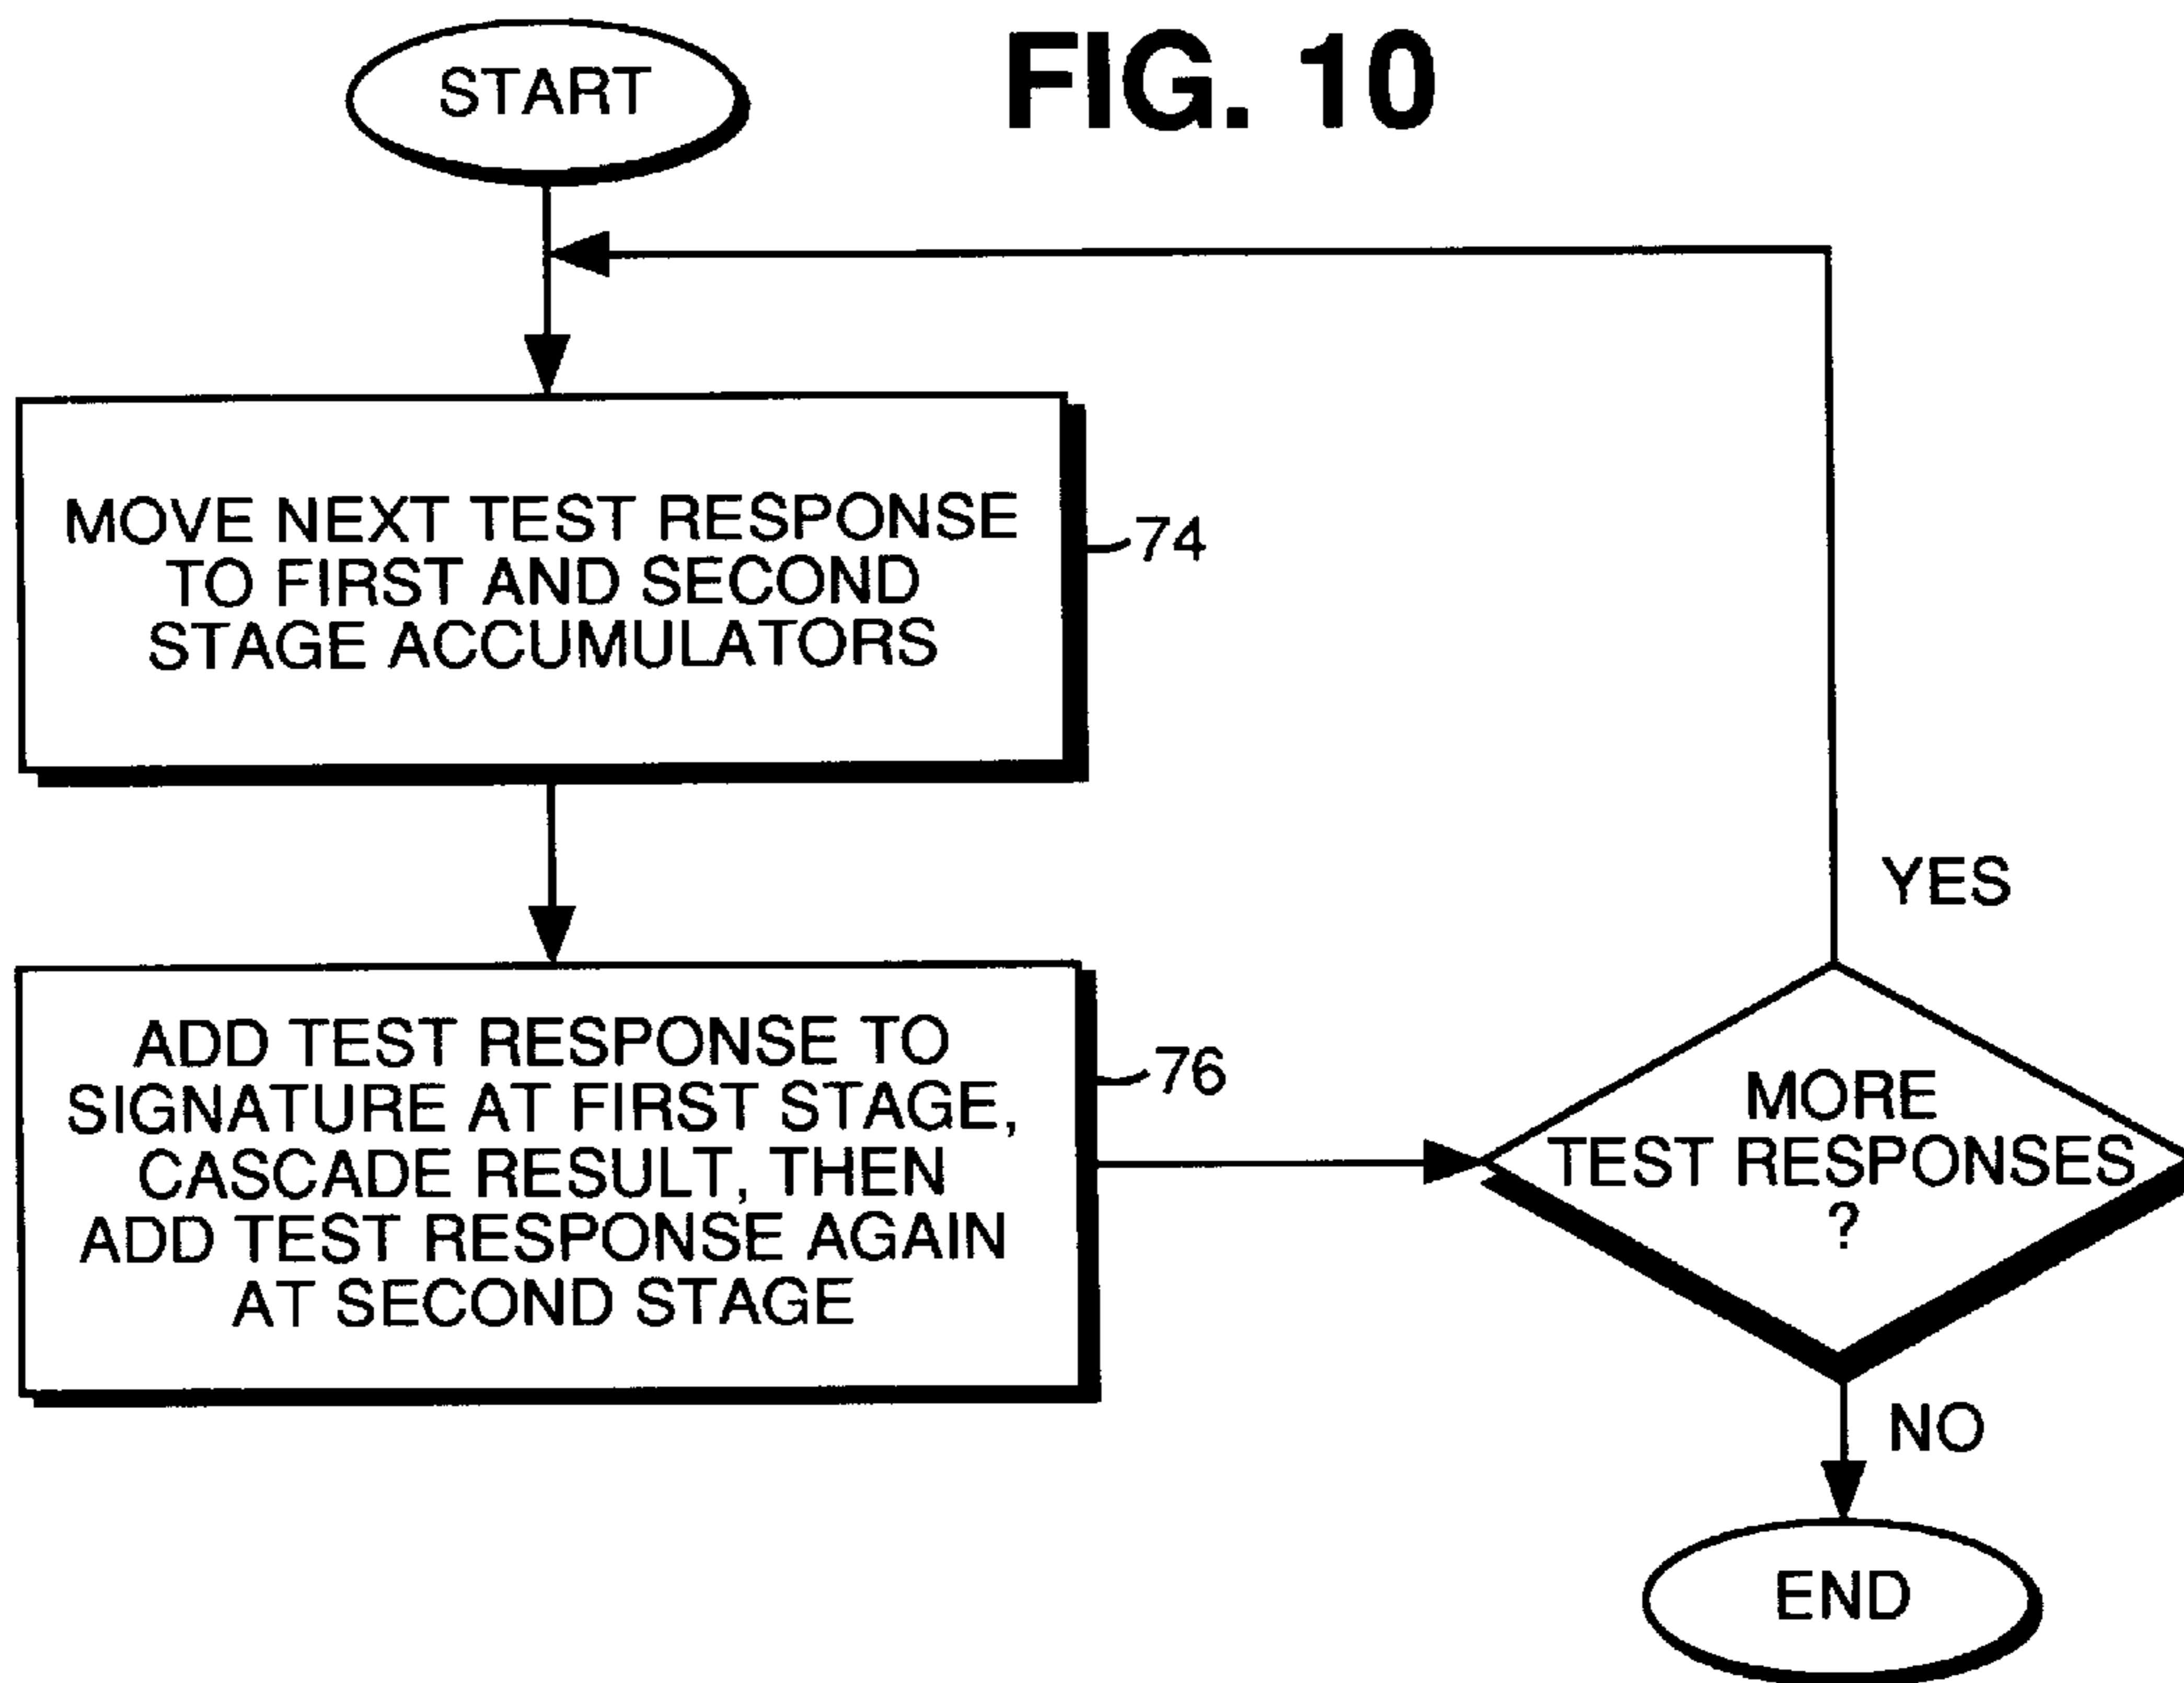 FIG. 10
START
MOVE NEXT TEST RESPONSE
TO FIRST AND SECOND
STAGE ACCUMULATORS
74
ADD TEST RESPONSE TO
SIGNATURE AT FIRST STAGE,
CASCADE RESULT, THEN
ADD TEST RESPONSE AGAIN
AT SECOND STAGE
76
MORE
TEST RESPONSES
?
YES
NO
END